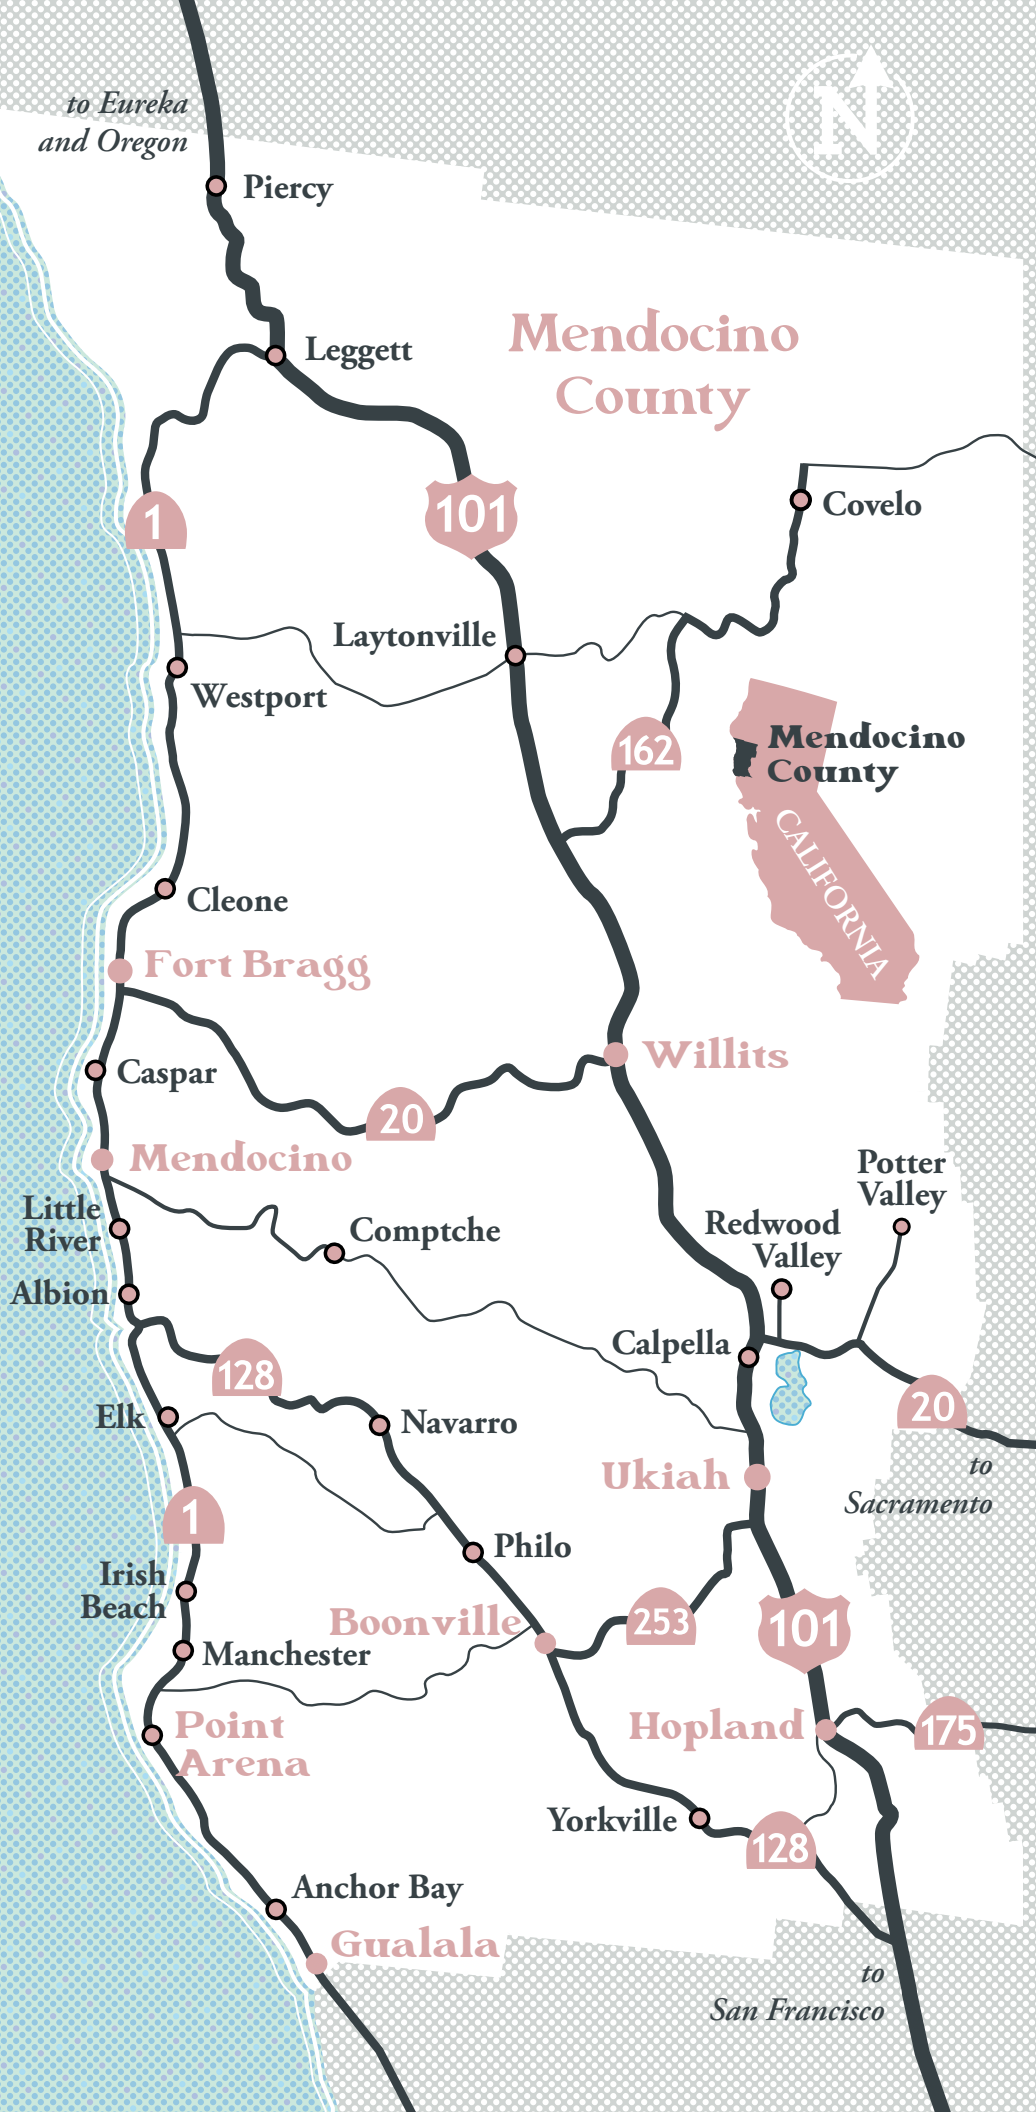 N
to Eureka
and Oregon
Piercy
Leggett
Mendocino
County
1
101
Covelo
Laytonville
Westport
162
Mendocino
County
CALIFORNIA
Cleone
Fort Bragg
Willits
Caspar
20
Mendocino
Little
River
Comptche
Potter
Valley
Redwood
Valley
Albion
Calpella
128
20
Elk
Navarro
to
Sacramento
Ukiah
1
Philo
Irish
Beach
Boonville
253
101
Manchester
Point
Arena
Hopland
175
Yorkville
128
Anchor Bay
Gualala
to
San Francisco